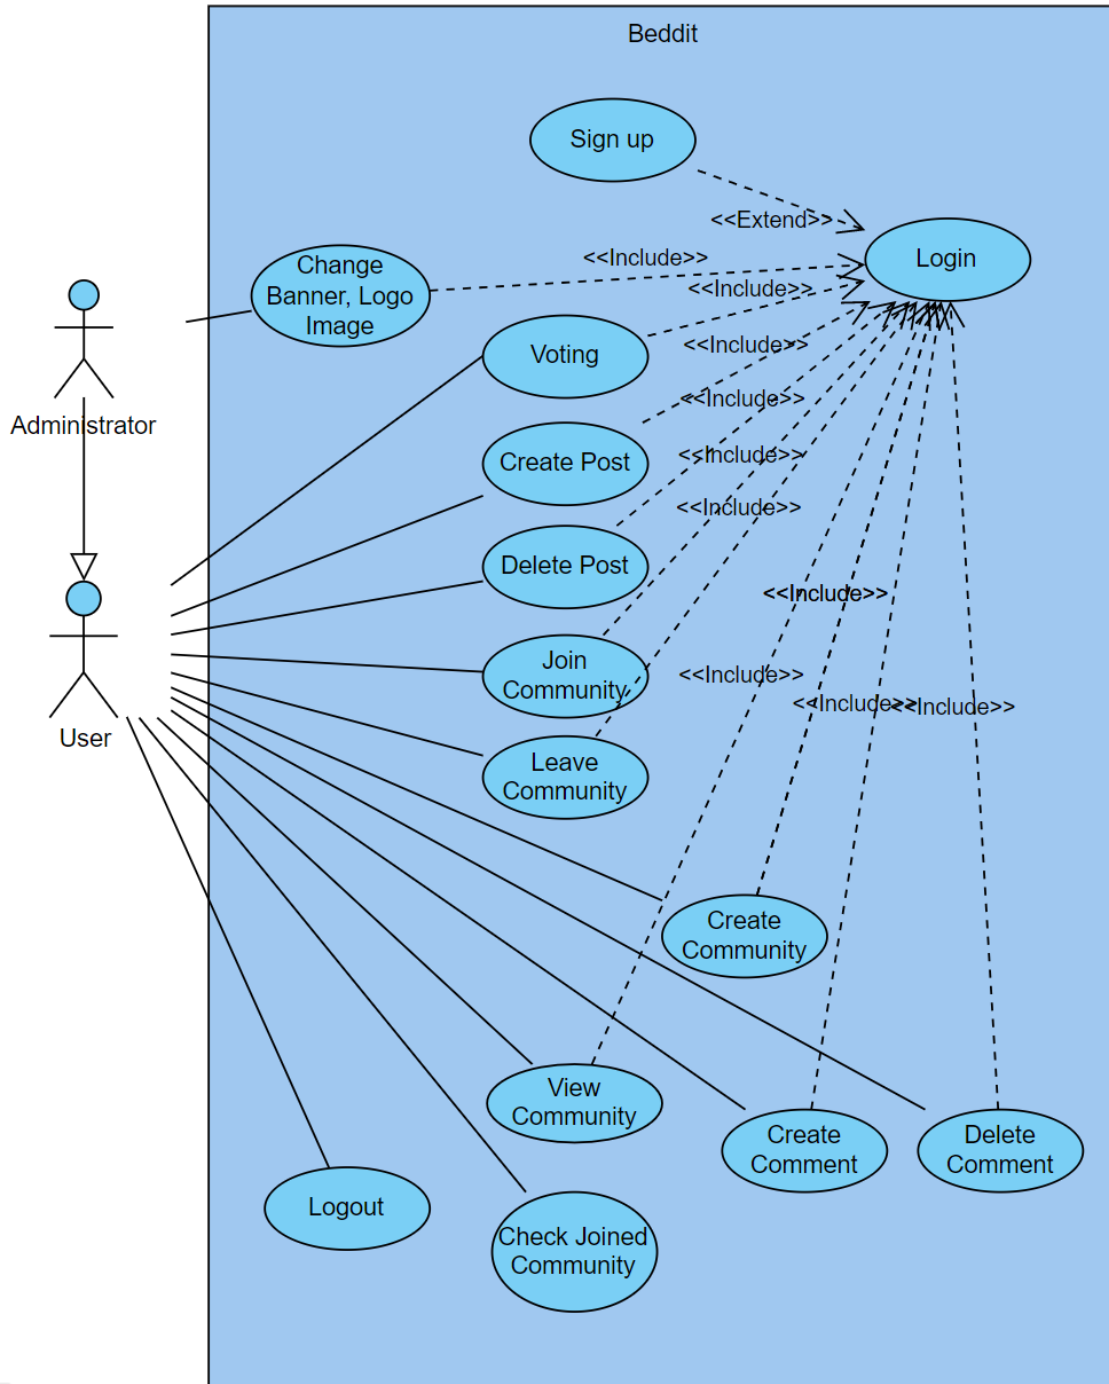 Beddit
Sign up
<<Extend>>
Login
<<Include>>
Change
Banner, Logo
Image
<<Include>>
Voting
<<Include>>
Administrator
<<Include>>
Create Post
<<Include>>
<<Include>>
Delete Post
<<Include>>
Join
Community
<<Include>>
<<Include>>
<<Include>>
User
Leave
Community
Create
Community
View
Community
Create
Comment
Delete
Comment
Logout
Check Joined
Community